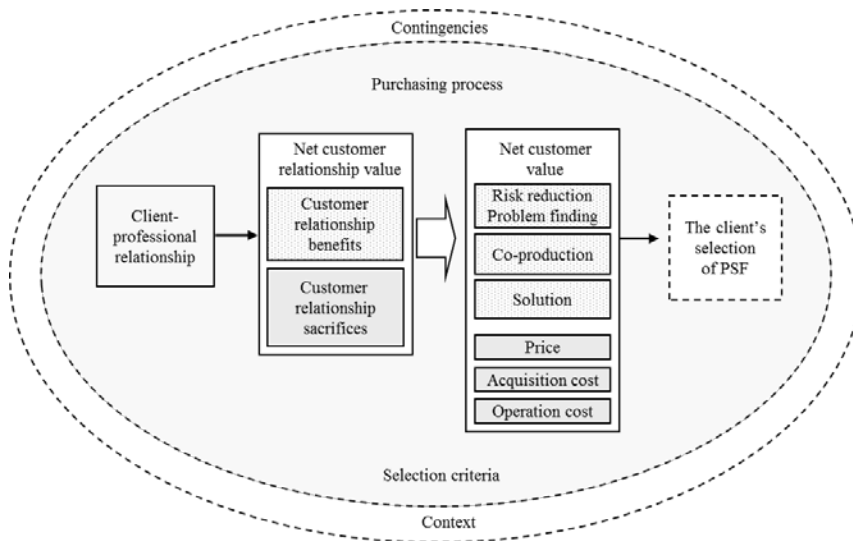 Contingencies
Purchasing process
Net customer
relationship value
Net customer
value
Client-
professional
relationship
Customer
relationship
benefits
Customer
relationship
sacrifices
Risk reduction
Problem finding
Co-production
Solution
Price
Acquisition cost
Operation cost
The client’s
selection
of PSF
Selection criteria
Context